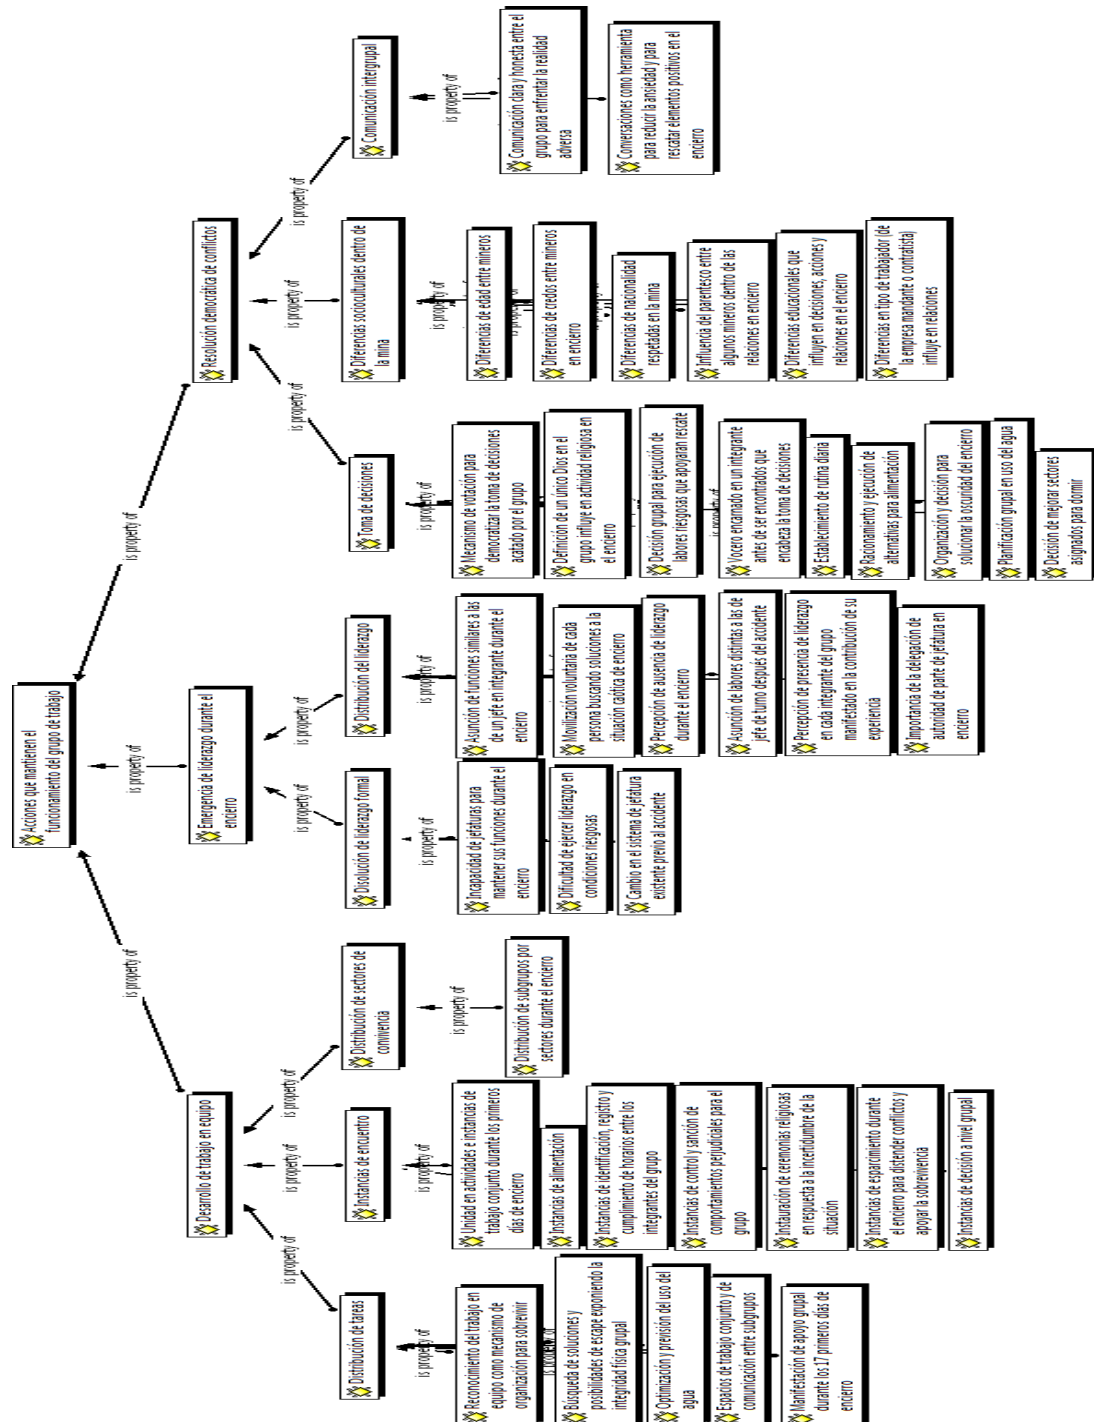 Acciones que mantienen el
funcionamiento del grupo de trabajo
is property of
is property of
is property of
Desarrollo de trabajo en equipo
Emergencia de liderazgo durante el
encierro
Resolución democrática de conflictos
is property of
is property of
is property of
is property of
is property of
is property of
is property of
is property of
Distribución de tareas
Instancias de encuentro
Distribución de sectores de
convivencia
Disolución de liderazgo formal
Distribución del liderazgo
Toma de decisiones
Diferencias socioculturales dentro de
la mina
Comunicación intergrupal
is property of
is property of
is property of
is property of
is property of
is property of
is property of
is property of
Reconocimiento del trabajo en
equipo como mecanismo de
organización para sobrevivir
is property of
Búsqueda de soluciones y
posibilidades de escape exponiendo la
integridad física grupal
Optimización y previsión del uso del
agua
Espacios de trabajo conjunto y de
comunicación entre subgrupos
Manifestación de apoyo grupal
durante los 17 primeros días de
encierro
Unidad en actividades e instancias de
trabajo conjunto durante los primeros
días de encierro
Instancias de alimentación
Instancias de identificación, registro y
cumplimiento de horarios entre los
integrantes del grupo
Instancias de control y sanción de
comportamientos perjudiciales para el
grupo
Instauración de ceremonias religiosas
en respuesta a la incertidumbre de la
situación
Instancias de esparcimiento durante
el encierro para distender conflictos y
apoyar la sobrevivencia
Instancias de decisión a nivel grupal
Distribución de subgrupos por
sectores durante el encierro
Incapacidad de jefaturas para
mantener sus funciones durante el
encierro
Dificultad de ejercer liderazgo en
condiciones riesgosas
Cambio en el sistema de jefatura
existente previo al accidente
Asunción de funciones similares a las
de un jefe en integrante durante el
encierro
Movilización voluntaria de cada
persona buscando soluciones a la
situación caótica de encierro
Percepción de ausencia de liderazgo
durante el encierro
Asunción de labores distintas a las de
jefe de turno después del accidente
Percepción de presencia de liderazgo
en cada integrante del grupo
manifestado en la contribución de su
experiencia
Importancia de la delegación de
autoridad de parte de jefatura en
encierro
Mecanismo de votación para
democratizar la toma de decisiones
acatado por el grupo
Definición de un único Dios en el
grupo influye en actividad religiosa en
el encierro
Decisión grupal para ejecución de
labores riesgosas que apoyaran rescate
is property of
Vocero encarnado en un integrante
antes de ser encontrados que
encabeza la toma de decisiones
Establecimiento de rutina diaria
Racionamiento y ejecución de
alternativas para alimentación
Organización y decisión para
solucionar la oscuridad del encierro
Planificación grupal en uso del agua
Decisión de mejorar sectores
asignados para dormir
Diferencias de edad entre mineros
is property of
Diferencias de credos entre mineros
en encierro
is property of
Diferencias de nacionalidad
respetadas en la mina
Influencia del parentesco entre
algunos mineros dentro de las
relaciones en encierro
Diferencias educacionales que
influyen en decisiones, acciones y
relaciones en el encierro
Diferencias en tipo de trabajador (de
la empresa mandante o contratista)
influye en relaciones
Comunicación clara y honesta entre el
grupo para enfrentar la realidad
adversa
Conversaciones como herramienta
para reducir la ansiedad y para
rescatar elementos positivos en el
encierro